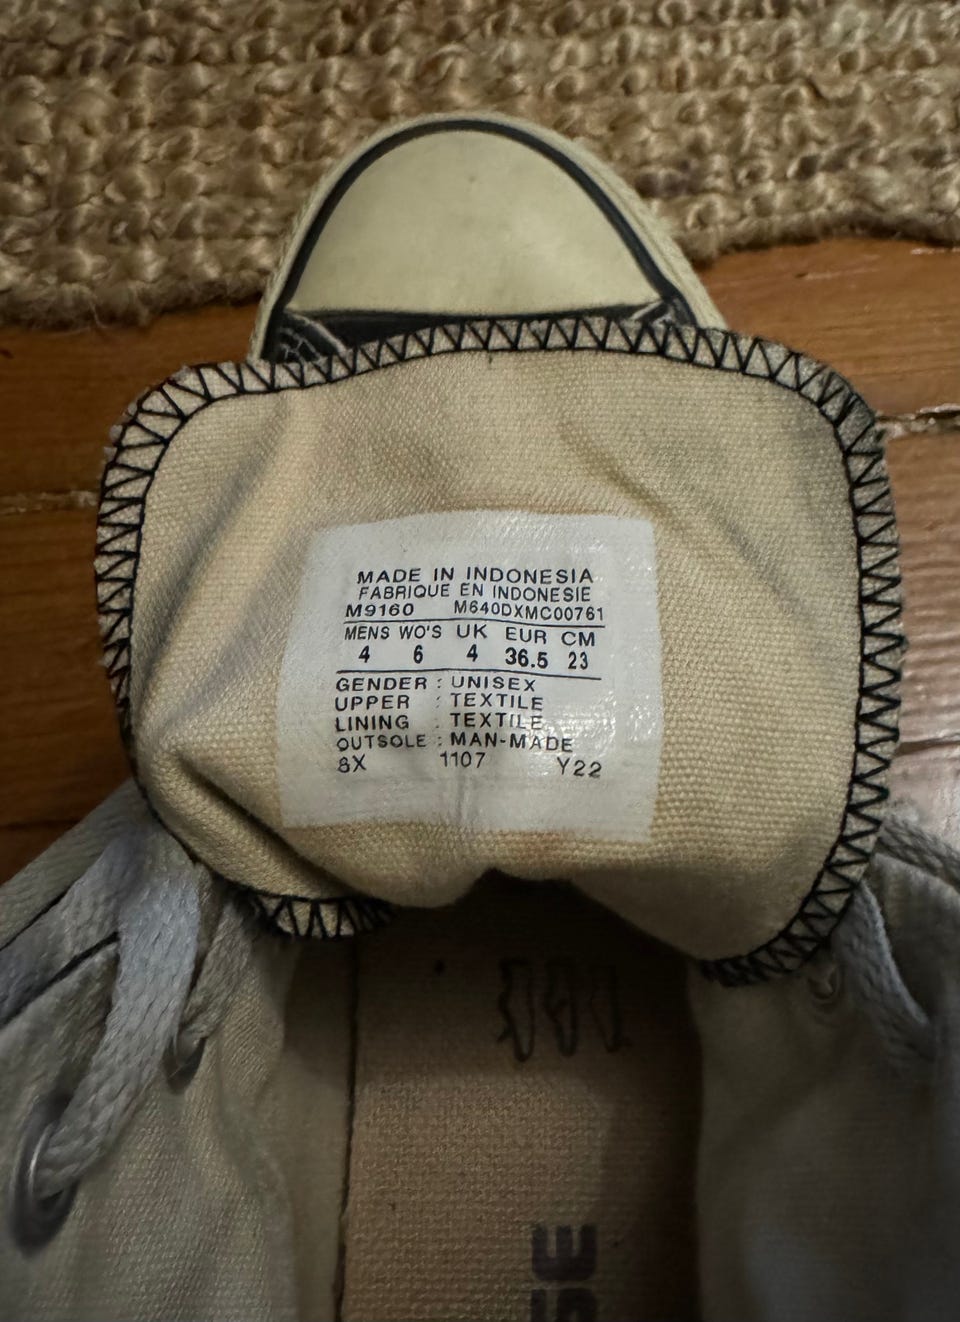 MADE IN INDONESIA
FABRIQUE EN INDONESIE
M9160 M640DXMC00761
MENS WO'S UK EUR CM
4 6 4 36.5 23
GENDER : UNISEX
UPPER : TEXTILE
LINING : TEXTILE
OUTSOLE : MAN-MADE
8X 1107 Y22
SE